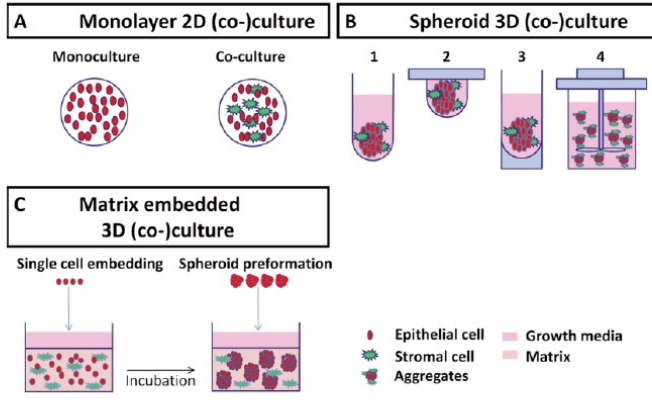 A Monolayer 2D (co-)culture
Monoculture Co-culture
B Spheroid 3D (co-)culture
1 2 3 4
C Matrix embedded
3D (co-)culture
Single cell embedding Spheroid preformation
Incubation
Epithelial cell
Stromal cell
Aggregates
Growth media
Matrix